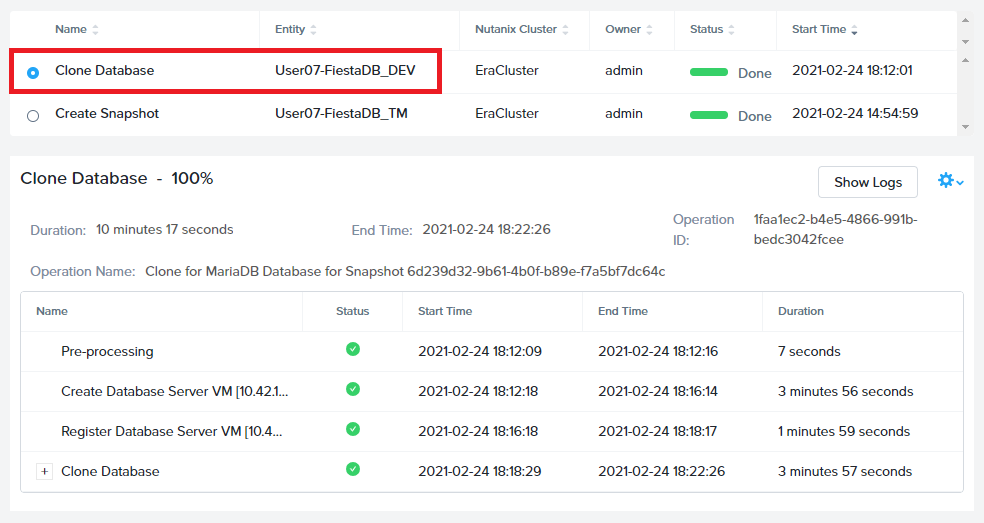 Name Entity Nutanix Cluster Owner Status Start Time
Clone Database User07-FiestaDB_DEV EraCluster admin Done 2021-02-24 18:12:01
Create Snapshot User07-FiestaDB_TM EraCluster admin Done 2021-02-24 14:54:59
Clone Database - 100% Show Logs
Duration: 10 minutes 17 seconds End Time: 2021-02-24 18:22:26 Operation ID: 1faa1ec2-b4e5-4866-991b-bedc3042fcee
Operation Name: Clone for MariaDB Database for Snapshot 6d239d32-9b61-4b0f-b89e-f7a5bf7dc64c
Name Status Start Time End Time Duration
Pre-processing 2021-02-24 18:12:09 2021-02-24 18:12:16 7 seconds
Create Database Server VM [10.42.1... 2021-02-24 18:12:18 2021-02-24 18:16:14 3 minutes 56 seconds
Register Database Server VM [10.4... 2021-02-24 18:16:18 2021-02-24 18:18:17 1 minutes 59 seconds
+ Clone Database 2021-02-24 18:18:29 2021-02-24 18:22:26 3 minutes 57 seconds